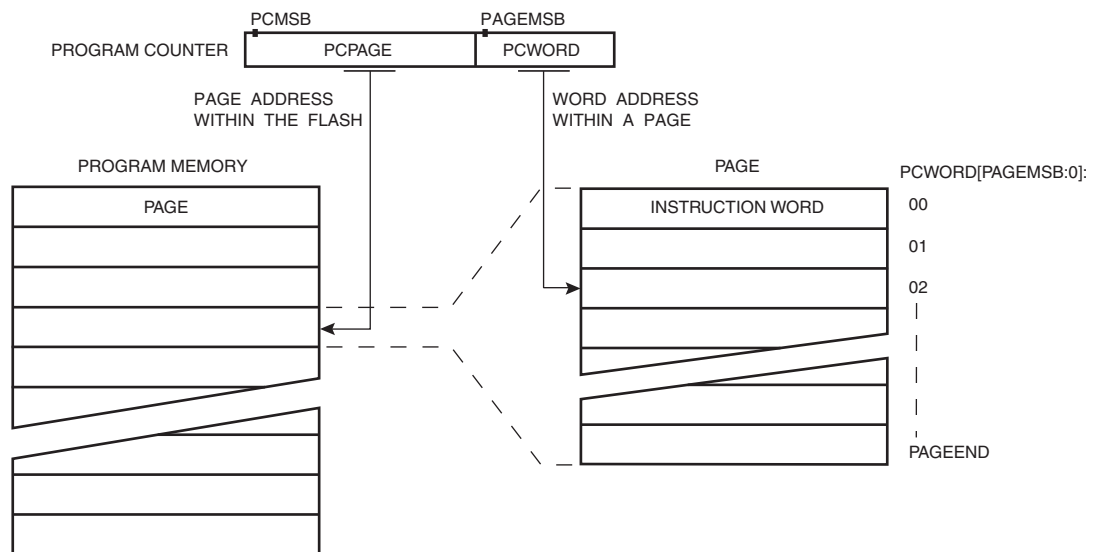 PCMSB
PAGEMSB
PROGRAM COUNTER
PCPAGE
PCWORD
PAGE ADDRESS
WITHIN THE FLASH
WORD ADDRESS
WITHIN A PAGE
PROGRAM MEMORY
PAGE
PCWORD[PAGEMSB:0]:
PAGE
INSTRUCTION WORD
00
01
02
PAGEEND